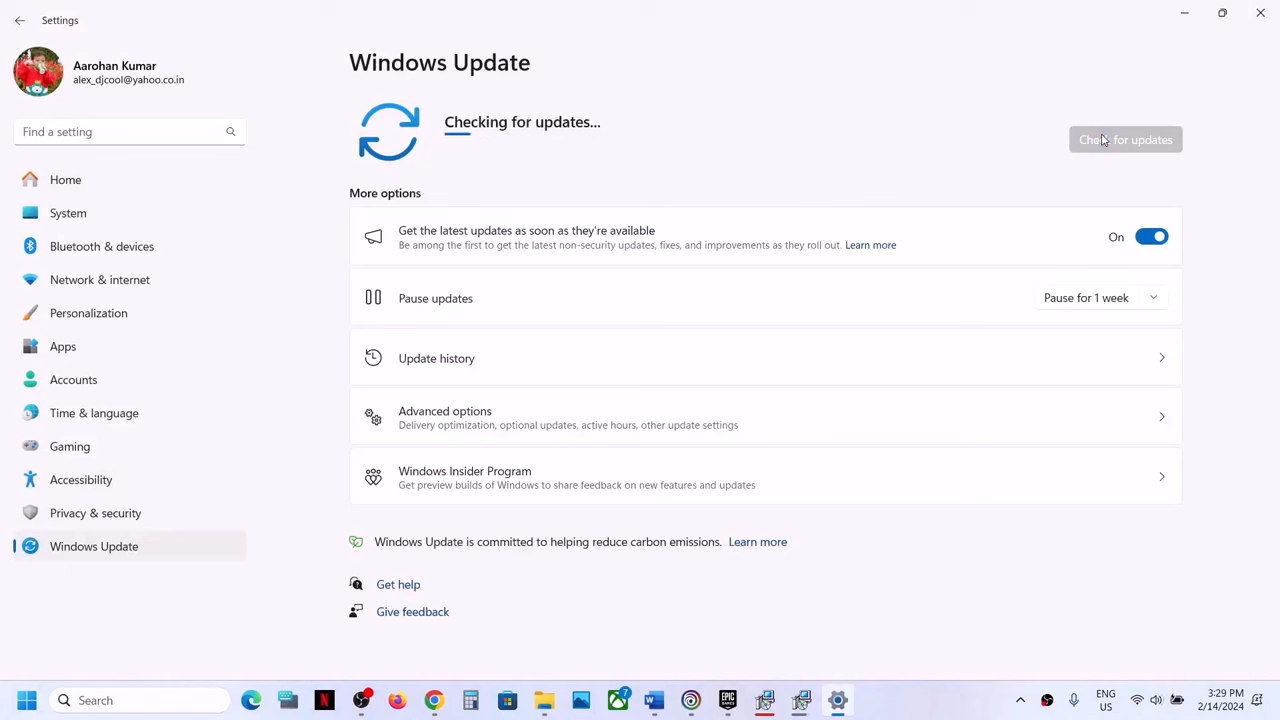 Settings
Aarohan Kumar
alex_djcool@yahoo.co.in
Find a setting
Home
System
Bluetooth & devices
Network & internet
Personalization
Apps
Accounts
Time & language
Gaming
Accessibility
Privacy & security
Windows Update
Windows Update
Checking for updates...
Check for updates
More options
Get the latest updates as soon as they're available
Be among the first to get the latest non-security updates, fixes, and improvements as they roll out. Learn more
On
Pause updates
Pause for 1 week
Update history
Advanced options
Delivery optimization, optional updates, active hours, other update settings
Windows Insider Program
Get preview builds of Windows to share feedback on new features and updates
Windows Update is committed to helping reduce carbon emissions. Learn more
Get help
Give feedback
Search
N
7
W
EPIC
GAMES
ENG
US
3:29 PM
2/14/2024